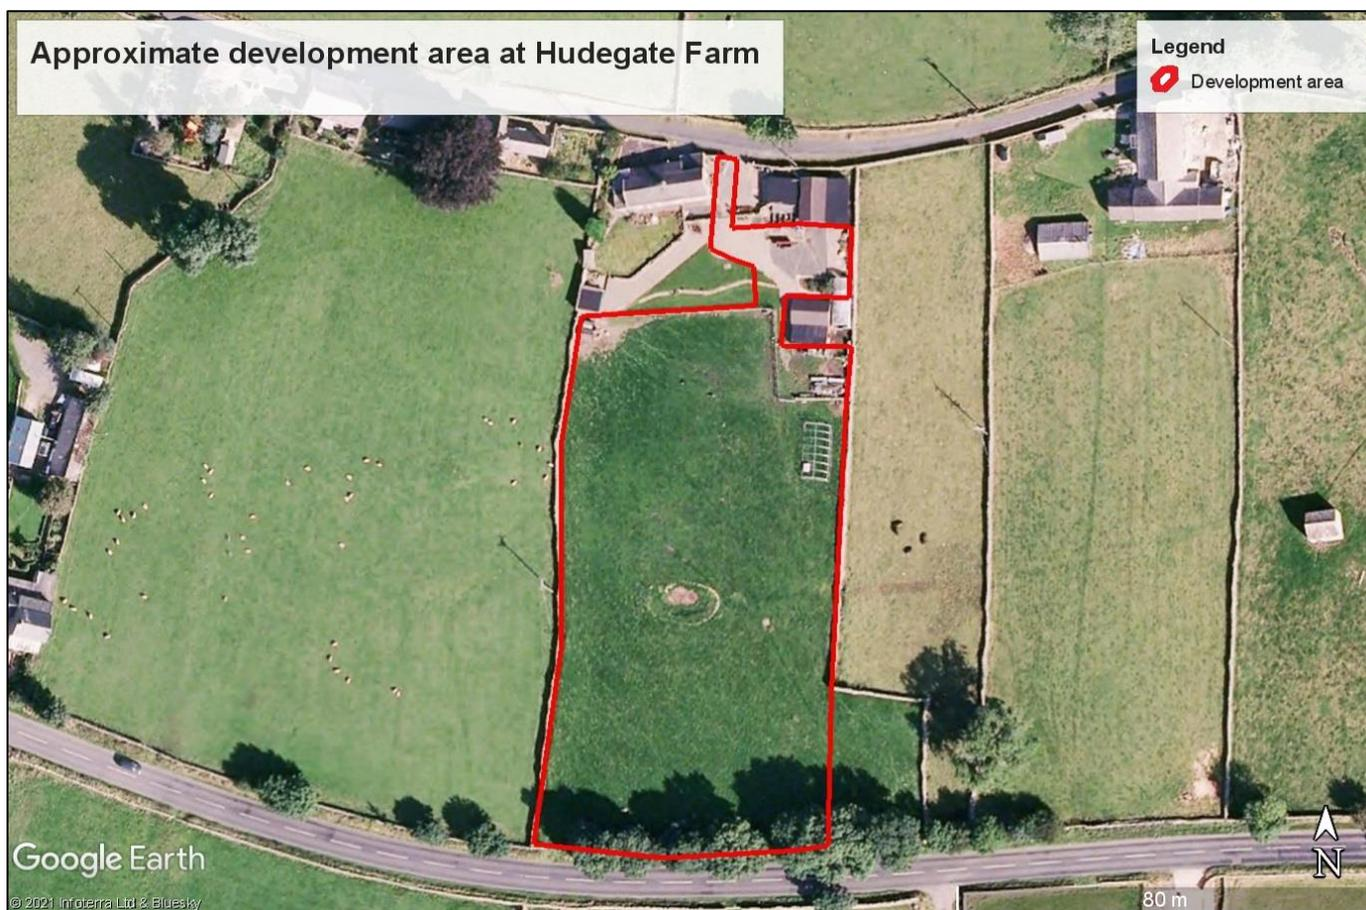 Approximate development area at Hudegate Farm
Legend
Development area
Google Earth
© 2021 Infoterra Ltd & Bluesky
N
80 m